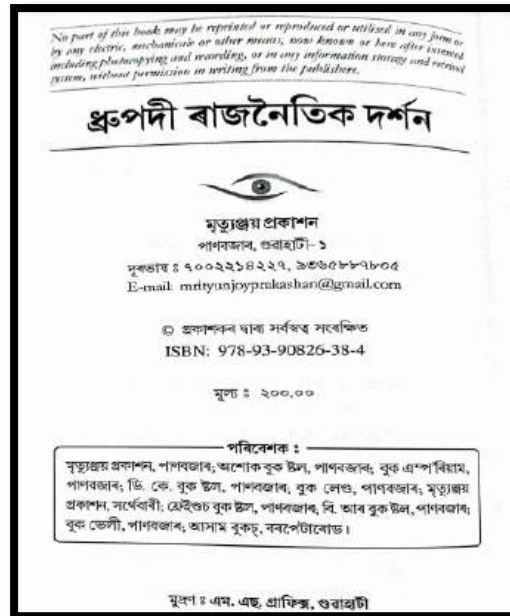 No part of this book may be reprinted or reproduced or utilised in any form or
by any electric, mechanicale or other means, now known or here after invented
including photocopying and recording, or in any information storage and retrieval
system, without permission in writing from the publishers.
ধ্ৰুপদী ৰাজনৈতিক দৰ্শন
মৃত্যুঞ্জয় প্ৰকাশন
পাণবজাৰ, গুৱাহাটী– ১
দূৰভাষ ঃ ৭০০২২১৪২২৭, ৯৩৬৫৮৮৭৮০৫
E-mail: mrityunjoyprakashan@gmail.com
© প্ৰকাশকৰ দ্বাৰা সৰ্বস্বত্ব সংৰক্ষিত
ISBN: 978-93-90826-38-4
মূল্য ঃ ২০০.০০
পৰিবেশক ঃ
মৃত্যুঞ্জয় প্ৰকাশন, পাণবজাৰ; অশোক বুক ষ্টল, পাণবজাৰ; বুক এম্প'ৰিয়াম,
পাণবজাৰ; ডি. কে. বুক ষ্টল, পাণবজাৰ; বুক লেণ্ড, পাণবজাৰ; মৃত্যুঞ্জয়
প্ৰকাশন, সৰ্থেবাৰী; ফ্ৰেইণ্ডচ বুক ষ্টল, পাণবজাৰ; বি. আৰ বুক ষ্টল, পাণবজাৰ;
বুক ভেলী, পাণবজাৰ; আসাম বুকচ্, বৰপেটাৰোড।
মুদ্ৰণ ঃ এম. এছ. গ্ৰাফিক্স, গুৱাহাটী